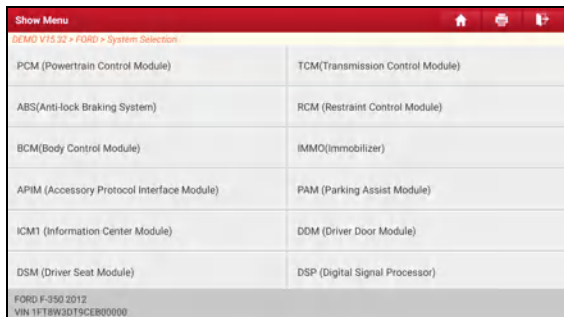 Show Menu
DEMO V15.32 > FORD > System Selection
PCM (Powertrain Control Module)
TCM(Transmission Control Module)
ABS(Anti-lock Braking System)
RCM (Restraint Control Module)
BCM(Body Control Module)
IMMO(Immobilizer)
APIM (Accessory Protocol Interface Module)
PAM (Parking Assist Module)
ICM1 (Information Center Module)
DDM (Driver Door Module)
DSM (Driver Seat Module)
DSP (Digital Signal Processor)
FORD F-350 2012
VIN 1FT8W3DT9CEB00000